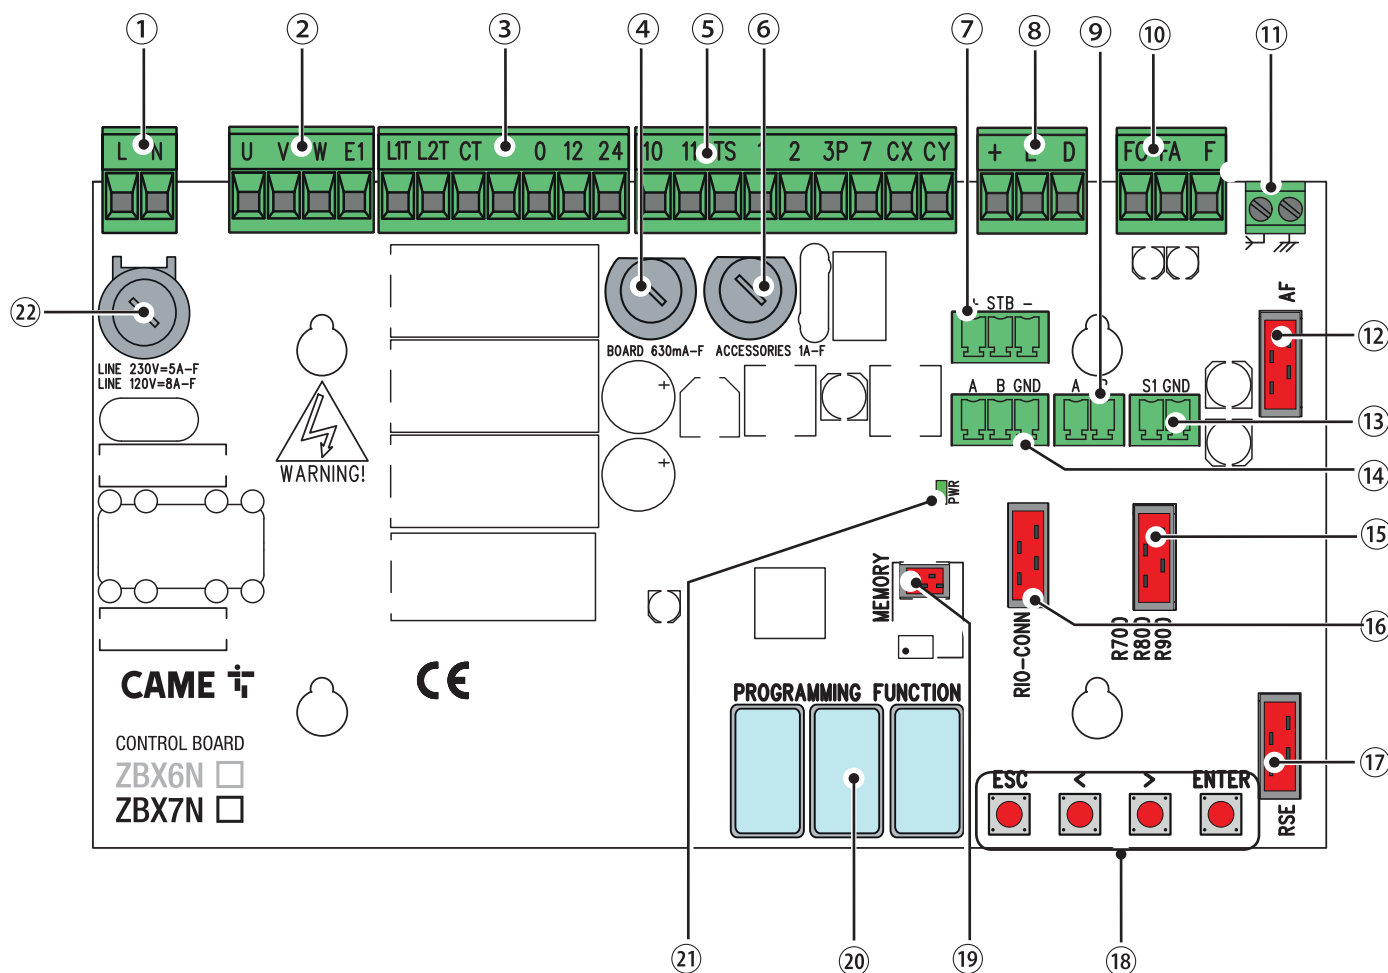 1 2 3 4 5 6 7 8 9 10 11
L N
U V W E1
L1T L2T CT 0 12 24
10 11 TS 1 2 3P 7 CX CY
+ E D
FC FA F
22
LINE 230V=5A-F
LINE 120V=8A-F
BOARD 630mA-F
ACCESSORIES 1A-F
STB -
AF
12
A B GND
A
S1 GND
13
14
WARNING!
PWR
15
MEMORY
RIO-CONN
R700
R800
R900
16
CAME
CE
PROGRAMMING FUNCTION
CONTROL BOARD
ZBX6N
ZBX7N
ESC < > ENTER
RSE
17
21 20 19 18